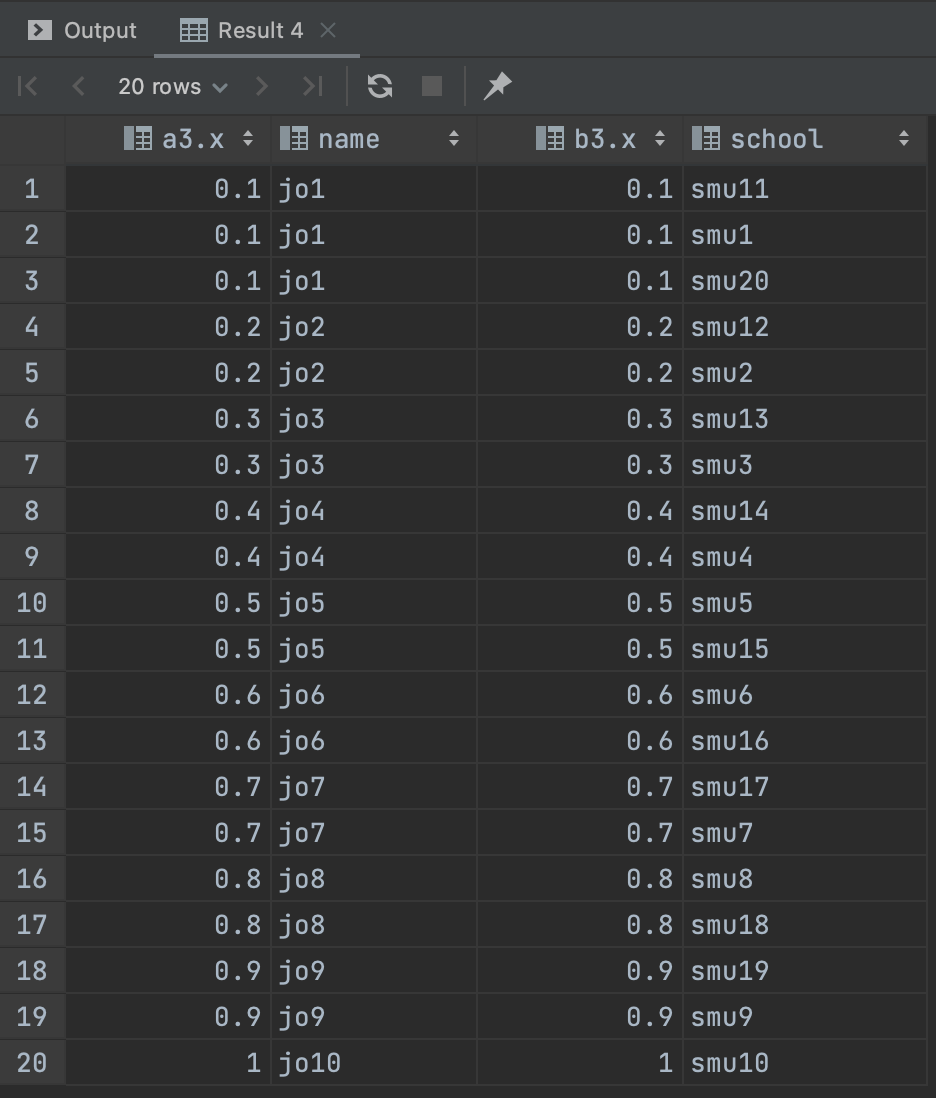 Output Result 4
20 rows
a3.x name b3.x school
1 0.1 jo1 0.1 smu11
2 0.1 jo1 0.1 smu1
3 0.1 jo1 0.1 smu20
4 0.2 jo2 0.2 smu12
5 0.2 jo2 0.2 smu2
6 0.3 jo3 0.3 smu13
7 0.3 jo3 0.3 smu3
8 0.4 jo4 0.4 smu14
9 0.4 jo4 0.4 smu4
10 0.5 jo5 0.5 smu5
11 0.5 jo5 0.5 smu15
12 0.6 jo6 0.6 smu6
13 0.6 jo6 0.6 smu16
14 0.7 jo7 0.7 smu17
15 0.7 jo7 0.7 smu7
16 0.8 jo8 0.8 smu8
17 0.8 jo8 0.8 smu18
18 0.9 jo9 0.9 smu19
19 0.9 jo9 0.9 smu9
20 1 jo10 1 smu10